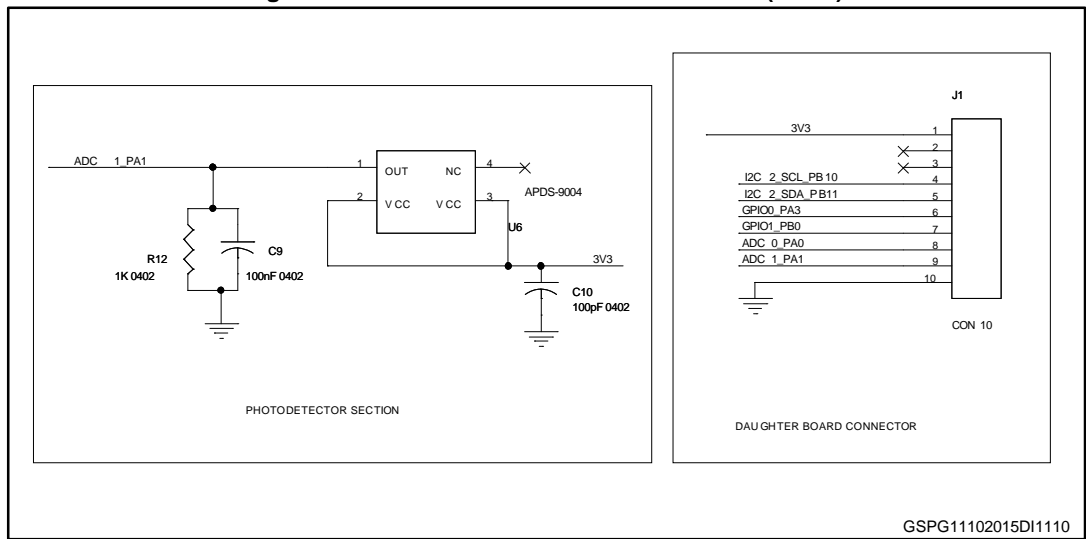 ADC 1_PA1
1 OUT NC 4
APDS-9004
2 VCC VCC 3
U6
R12
1K 0402
C9
100nF 0402
3V3
C10
100pF 0402
PHOTODETECTOR SECTION
J1
3V3 1
2
3
I2C 2_SCL_PB10 4
I2C 2_SDA_PB11 5
GPIO0_PA3 6
GPIO1_PB0 7
ADC 0_PA0 8
ADC 1_PA1 9
10
CON 10
DAUGHTER BOARD CONNECTOR
GSPG11102015DI1110